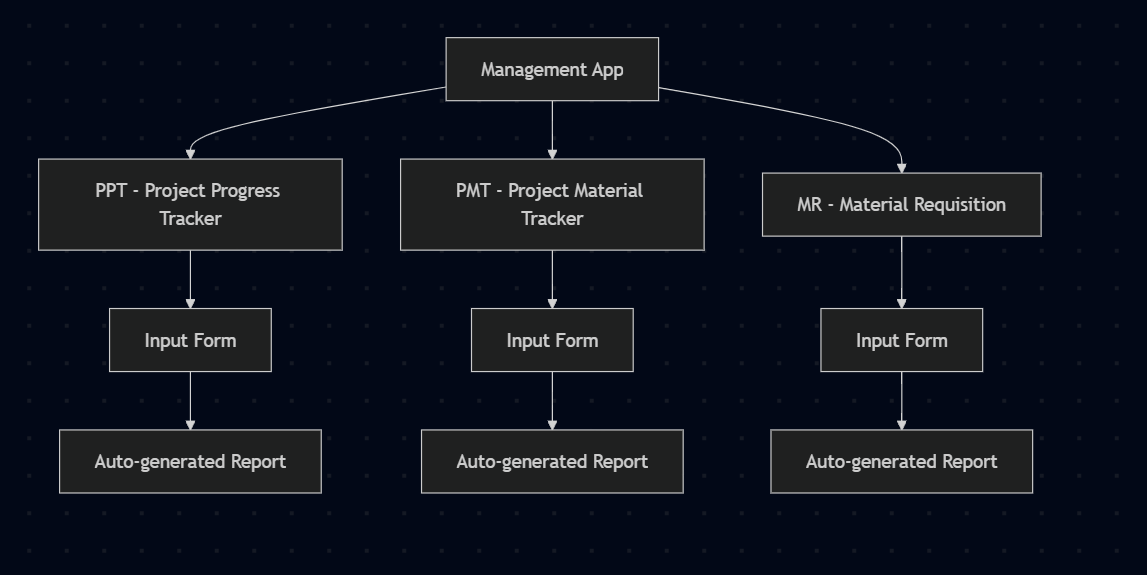 Management App
PPT - Project Progress
Tracker
PMT - Project Material
Tracker
MR - Material Requisition
Input Form
Input Form
Input Form
Auto-generated Report
Auto-generated Report
Auto-generated Report